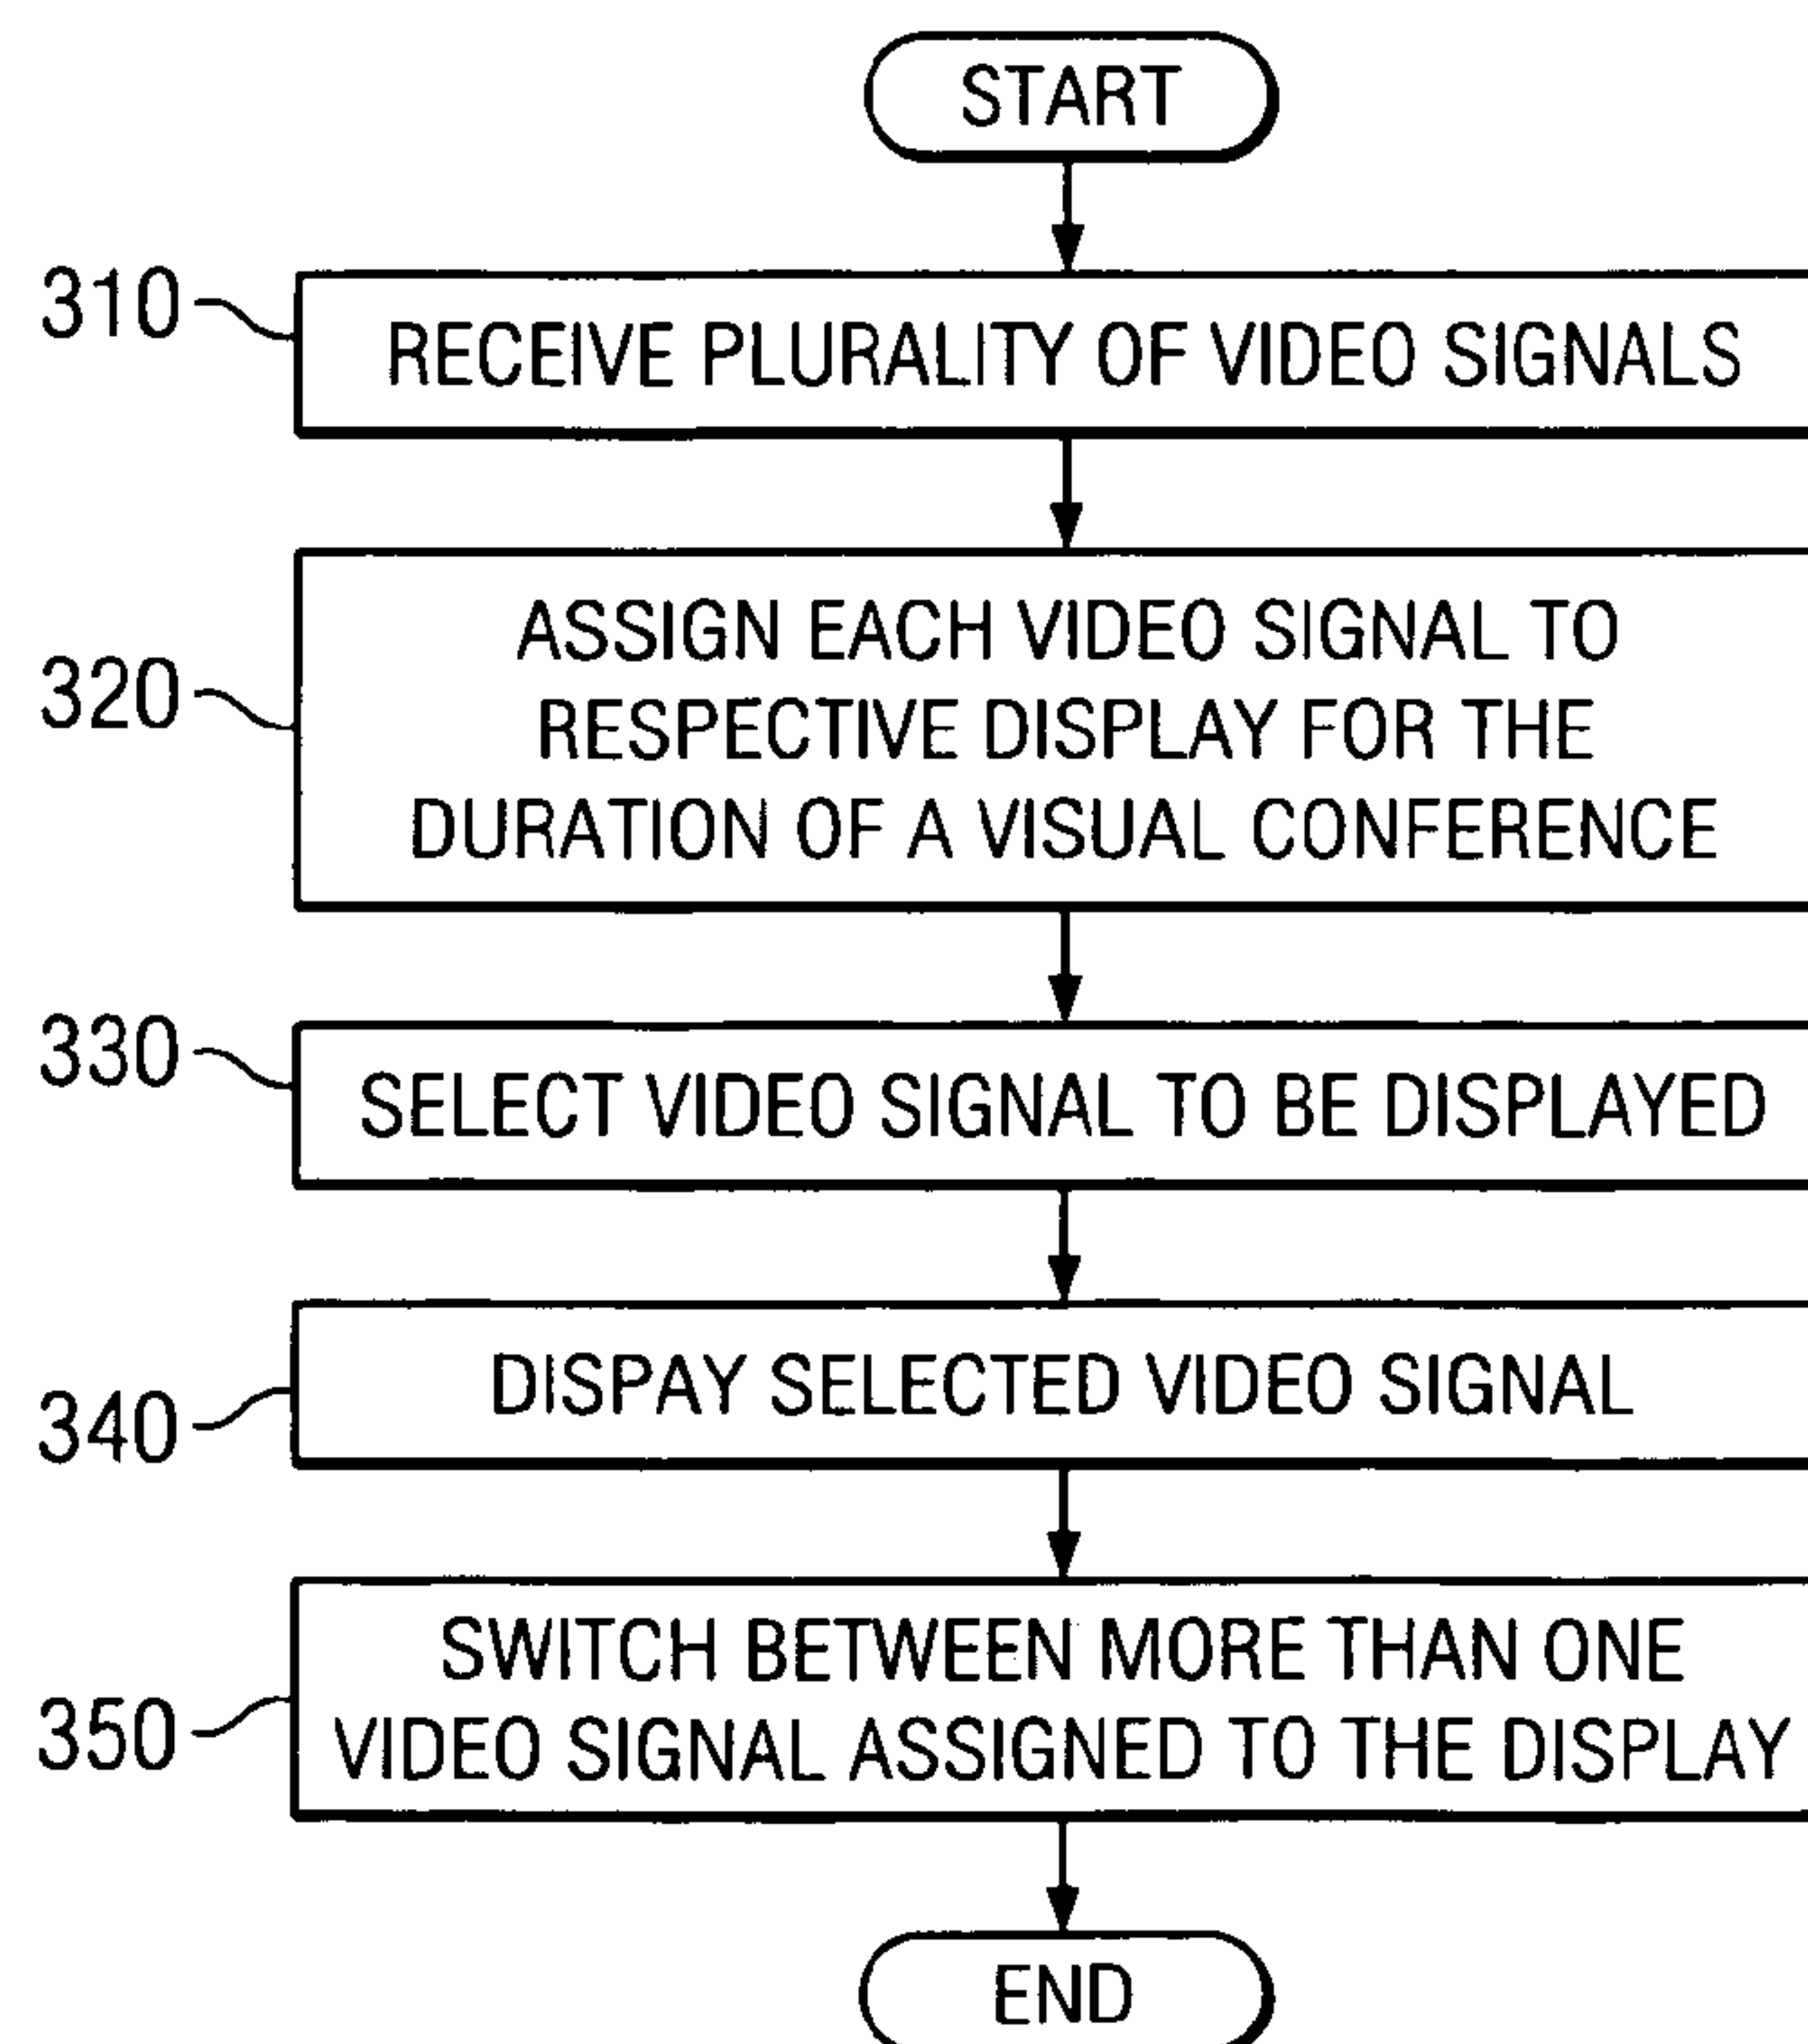 START
310
RECEIVE PLURALITY OF VIDEO SIGNALS
320
ASSIGN EACH VIDEO SIGNAL TO
RESPECTIVE DISPLAY FOR THE
DURATION OF A VISUAL CONFERENCE
330
SELECT VIDEO SIGNAL TO BE DISPLAYED
340
DISPAY SELECTED VIDEO SIGNAL
350
SWITCH BETWEEN MORE THAN ONE
VIDEO SIGNAL ASSIGNED TO THE DISPLAY
END